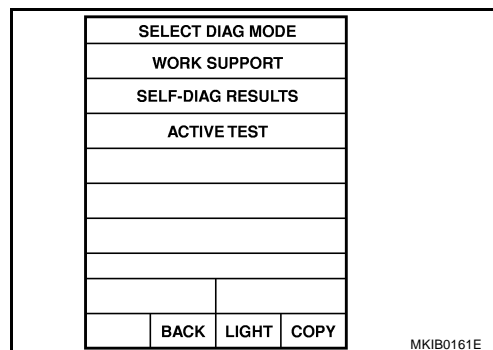 SELECT DIAG MODE
WORK SUPPORT
SELF-DIAG RESULTS
ACTIVE TEST
BACK LIGHT COPY
MKIB0161E